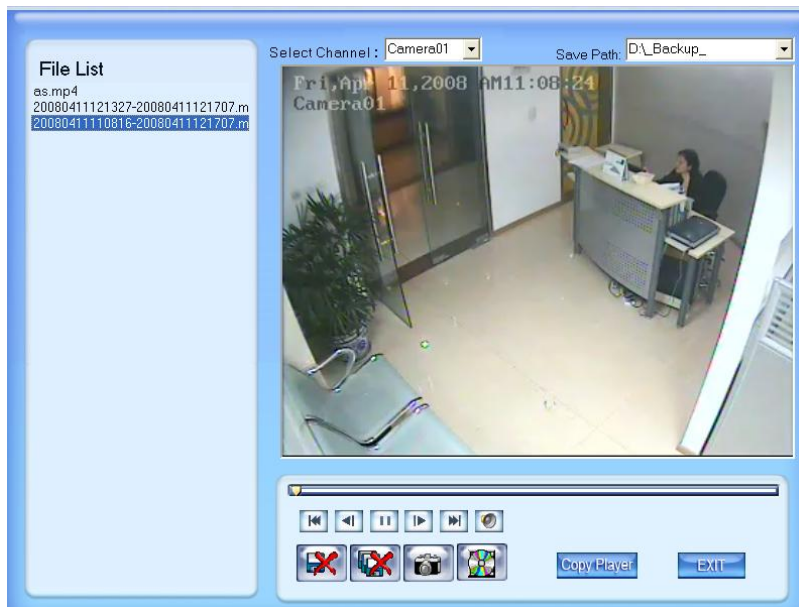 Select Channel : Camera01
Save Path: D:\_Backup_
File List
as.mp4
20080411121327-20080411121707.m
20080411110816-20080411121707.m
Fri,Apr 11,2008 AM11:08:24
Camera01
Copy Player
EXIT